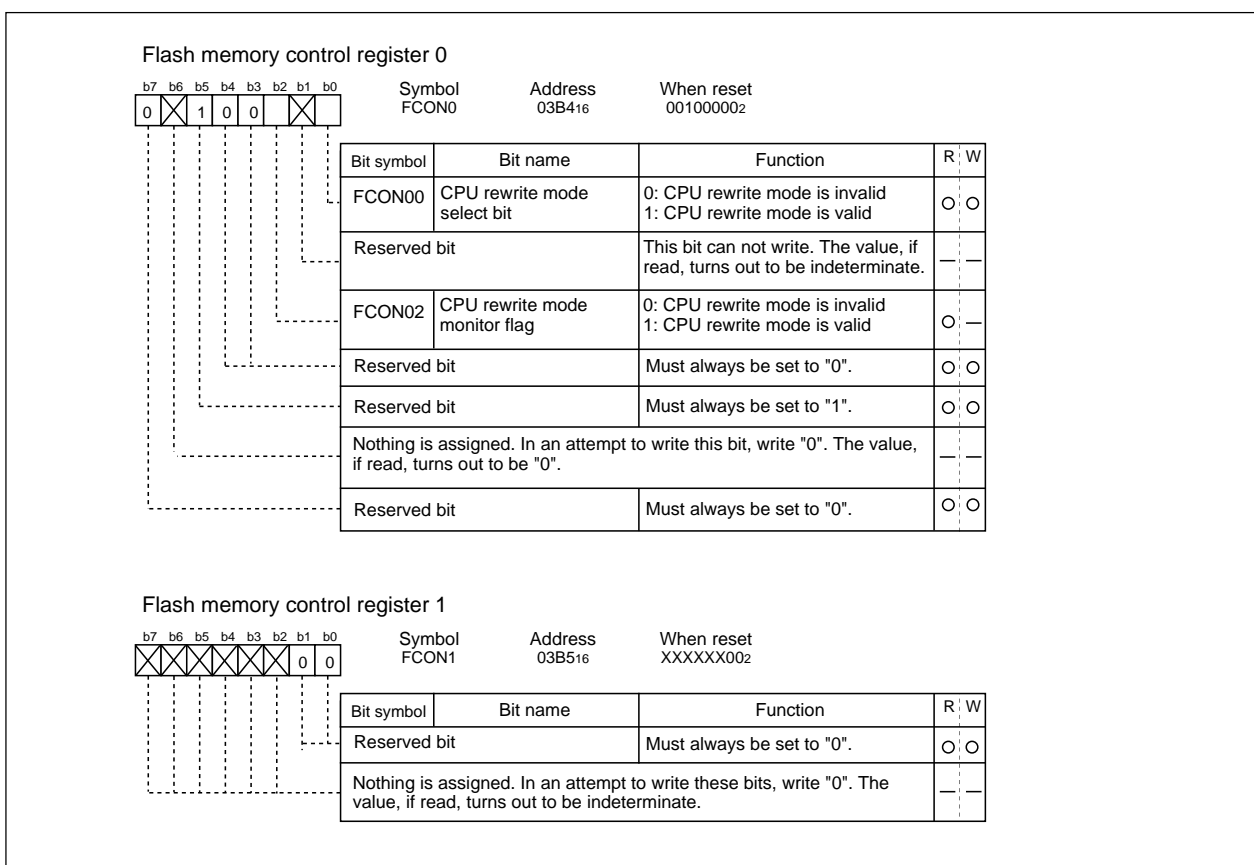 Flash memory control register 0
b7 b6 b5 b4 b3 b2 b1 b0
Symbol Address When reset
FCON0 03B416 001000002
0 1 0 0
Bit symbol Bit name Function R W
FCON00 CPU rewrite mode select bit 0: CPU rewrite mode is invalid
1: CPU rewrite mode is valid
Reserved bit This bit can not write. The value, if
read, turns out to be indeterminate.
FCON02 CPU rewrite mode monitor flag 0: CPU rewrite mode is invalid
1: CPU rewrite mode is valid
Reserved bit Must always be set to "0".
Reserved bit Must always be set to "1".
Nothing is assigned. In an attempt to write this bit, write "0". The value,
if read, turns out to be "0".
Reserved bit Must always be set to "0".
Flash memory control register 1
b7 b6 b5 b4 b3 b2 b1 b0
Symbol Address When reset
FCON1 03B516 XXXXXX002
0 0
Bit symbol Bit name Function R W
Reserved bit Must always be set to "0".
Nothing is assigned. In an attempt to write these bits, write "0". The
value, if read, turns out to be indeterminate.